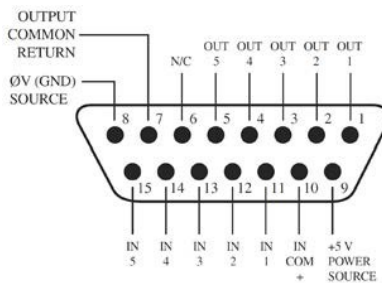 OUTPUT
COMMON
RETURN
N/C
OUT
5
OUT
4
OUT
3
OUT
2
OUT
1
ØV (GND)
SOURCE
8 7 6 5 4 3 2 1
15 14 13 12 11 10 9
IN
5
IN
4
IN
3
IN
2
IN
1
IN
COM
+
+5 V
POWER
SOURCE